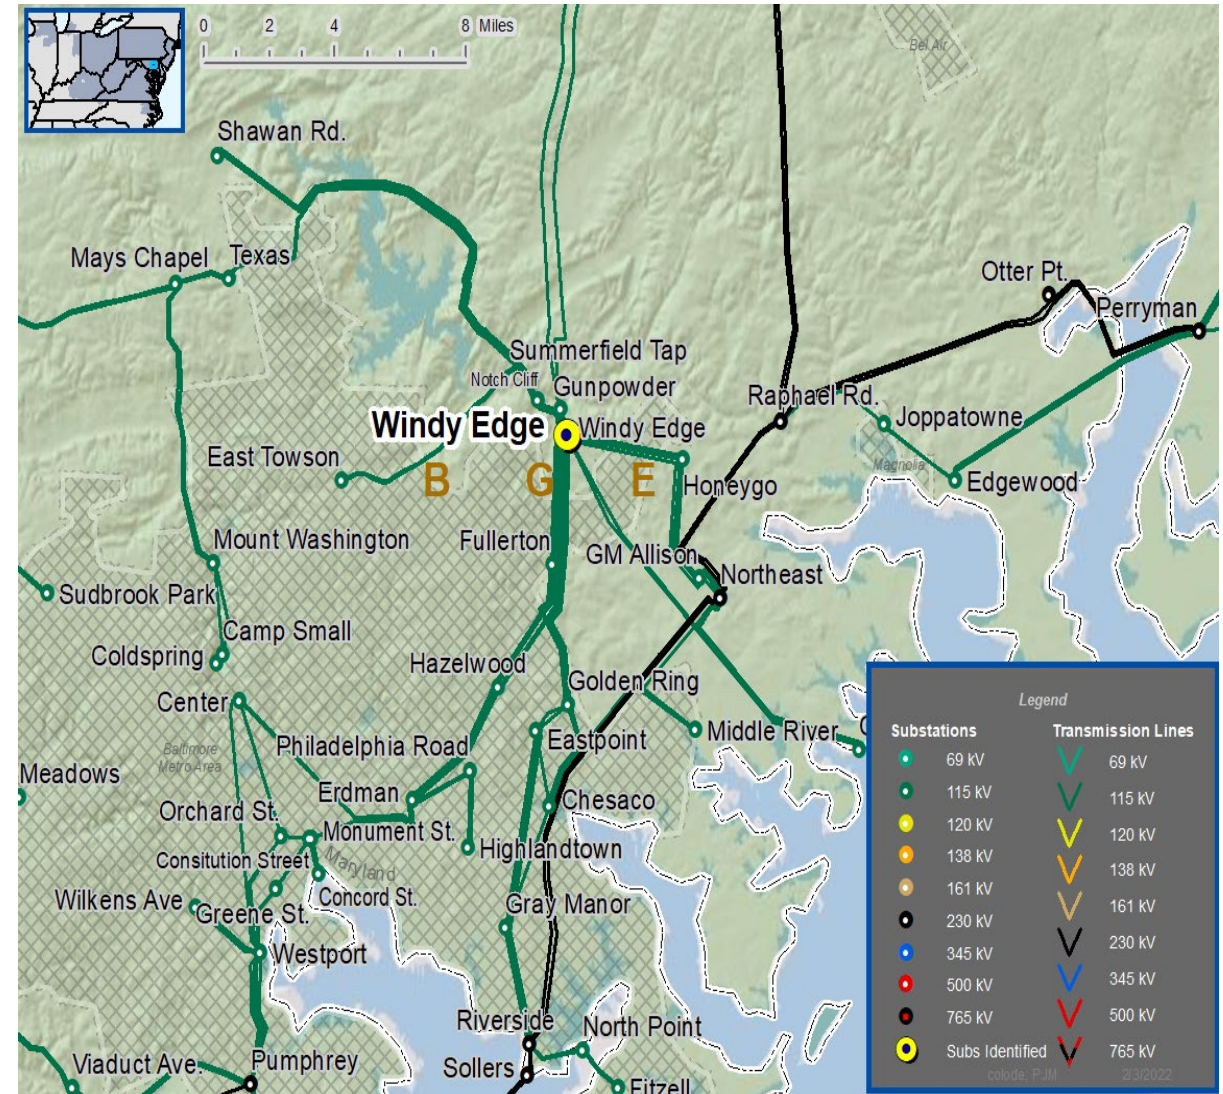 0 2 4 8 Miles
Bel Air
Shawan Rd.
Mays Chapel
Texas
Otter Pt.
Perryman
Summerfield Tap
Notch Cliff
Gunpowder
Raphael Rd.
Windy Edge
Windy Edge
Joppatowne
East Towson
Magnolia
B G E
Honeygo
Edgewood
Mount Washington
Fullerton
GM Allison
Northeast
Sudbrook Park
Camp Small
Coldspring
Hazelwood
Golden Ring
Center
Middle River
Philadelphia Road
Eastpoint
Baltimore
Metro Area
Meadows
Erdman
Chesaco
Orchard St.
Monument St.
Highlandtown
Consitution Street
Maryland
Concord St.
Wilkens Ave
Greene St.
Gray Manor
Westport
Riverside
North Point
Viaduct Ave.
Pumphrey
Sollers
Fitzell
Legend
Substations Transmission Lines
69 kV 69 kV
115 kV 115 kV
120 kV 120 kV
138 kV 138 kV
161 kV 161 kV
230 kV 230 kV
345 kV 345 kV
500 kV 500 kV
765 kV 765 kV
Subs Identified
colode, PJM 2/3/2022